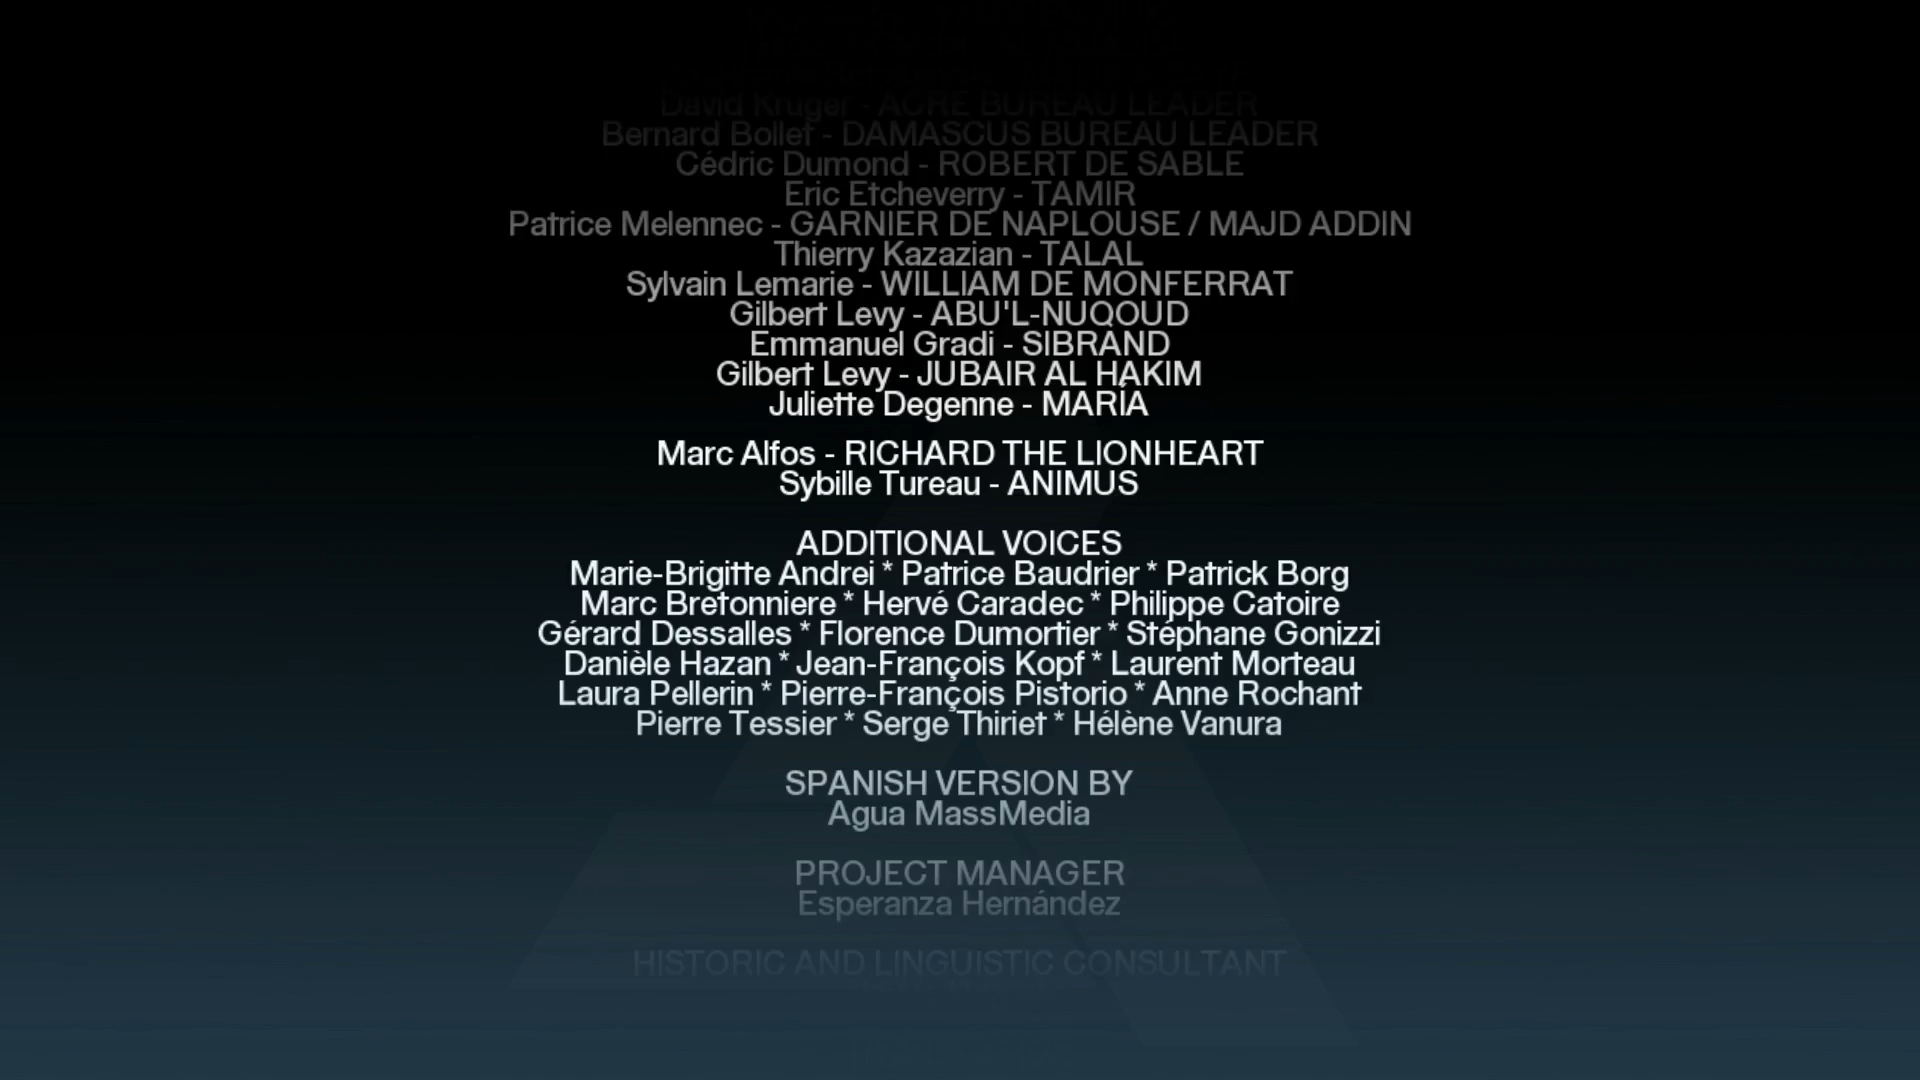 David Kruger - ACRE BUREAU LEADER
Bernard Bollet - DAMASCUS BUREAU LEADER
Cédric Dumond - ROBERT DE SABLE
Eric Etcheverry - TAMIR
Patrice Melennec - GARNIER DE NAPLOUSE / MAJD ADDIN
Thierry Kazazian - TALAL
Sylvain Lemarie - WILLIAM DE MONFERRAT
Gilbert Levy - ABU'L-NUQOUD
Emmanuel Gradi - SIBRAND
Gilbert Levy - JUBAIR AL HAKIM
Juliette Degenne - MARÍA
Marc Alfos - RICHARD THE LIONHEART
Sybille Tureau - ANIMUS
ADDITIONAL VOICES
Marie-Brigitte Andrei * Patrice Baudrier * Patrick Borg
Marc Bretonniere * Hervé Caradec * Philippe Catoire
Gérard Dessalles * Florence Dumortier * Stéphane Gonizzi
Danièle Hazan * Jean-François Kopf * Laurent Morteau
Laura Pellerin * Pierre-François Pistorio * Anne Rochant
Pierre Tessier * Serge Thiriet * Hélène Vanura
SPANISH VERSION BY
Agua MassMedia
PROJECT MANAGER
Esperanza Hernández
HISTORIC AND LINGUISTIC CONSULTANT